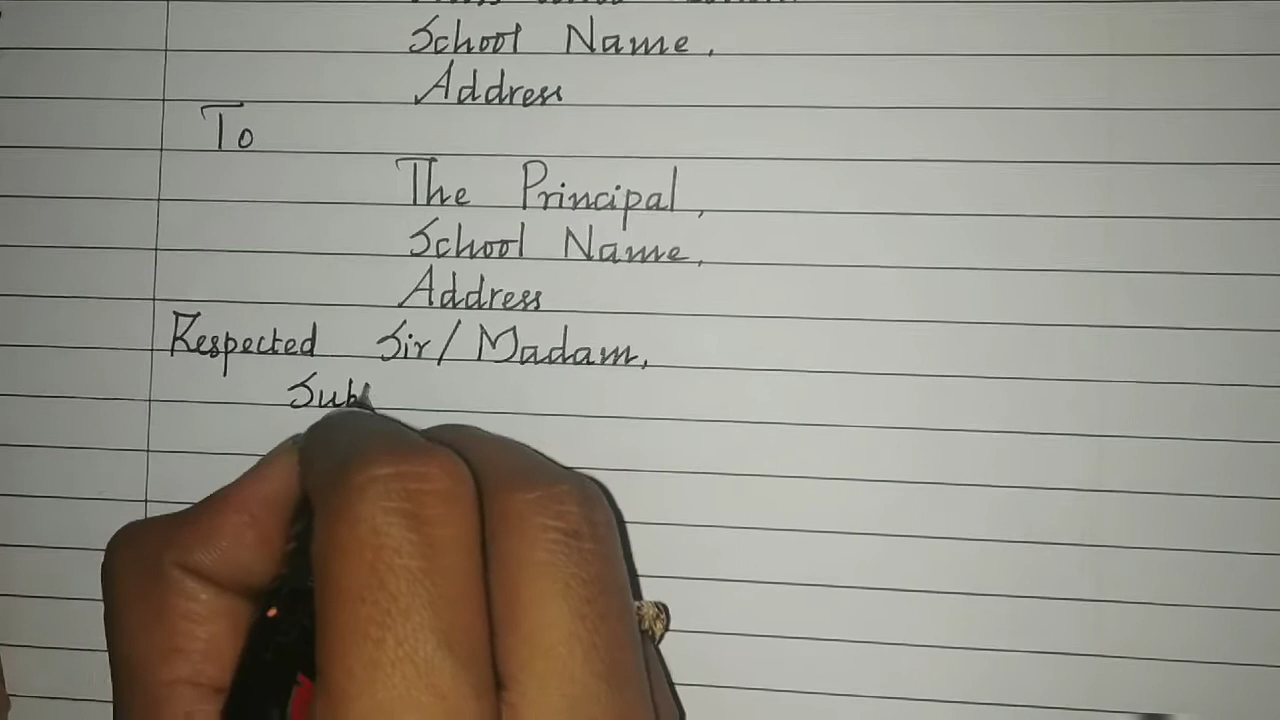 School Name,
Address
To
The Principal,
School Name,
Address
Respected Sir/Madam,
Sub